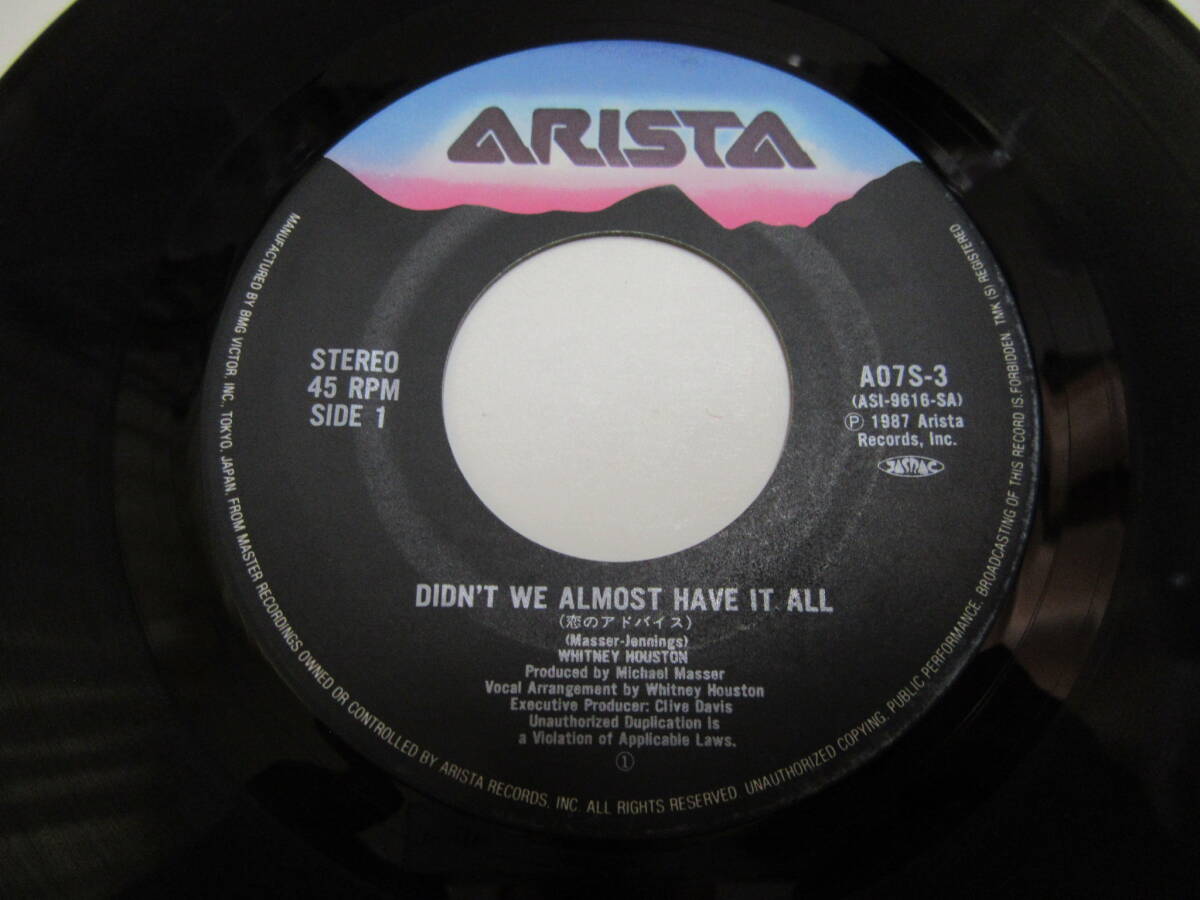 ARISTA
STEREO
45 RPM
SIDE 1
A07S-3
(ASI-9616-SA)
Ⓟ 1987 Arista
Records, Inc.
JASRAC
DIDN'T WE ALMOST HAVE IT ALL
(恋のアドバイス)
(Masser-Jennings)
WHITNEY HOUSTON
Produced by Michael Masser
Vocal Arrangement by Whitney Houston
Executive Producer: Clive Davis
Unauthorized Duplication Is
a Violation of Applicable Laws.
①
MANUFACTURED BY BMG VICTOR, INC., TOKYO, JAPAN. FROM MASTER RECORDINGS OWNED OR CONTROLLED BY ARISTA RECORDS, INC. ALL RIGHTS RESERVED. UNAUTHORIZED COPYING, PUBLIC PERFORMANCE, BROADCASTING OF THIS RECORD IS FORBIDDEN. TMK (S) REGISTERED